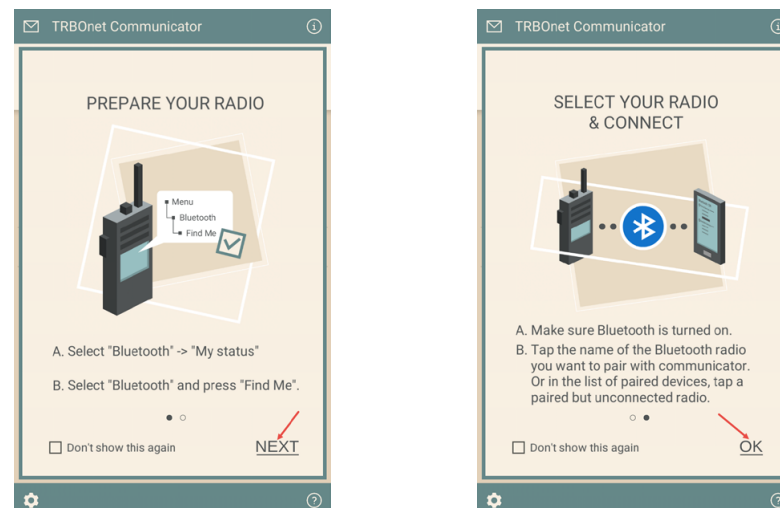 TRBOnet Communicator
PREPARE YOUR RADIO
Menu
Bluetooth
Find Me
A. Select "Bluetooth" -> "My status"
B. Select "Bluetooth" and press "Find Me".
Don't show this again
NEXT
TRBOnet Communicator
SELECT YOUR RADIO
& CONNECT
A. Make sure Bluetooth is turned on.
B. Tap the name of the Bluetooth radio
you want to pair with communicator.
Or in the list of paired devices, tap a
paired but unconnected radio.
Don't show this again
OK